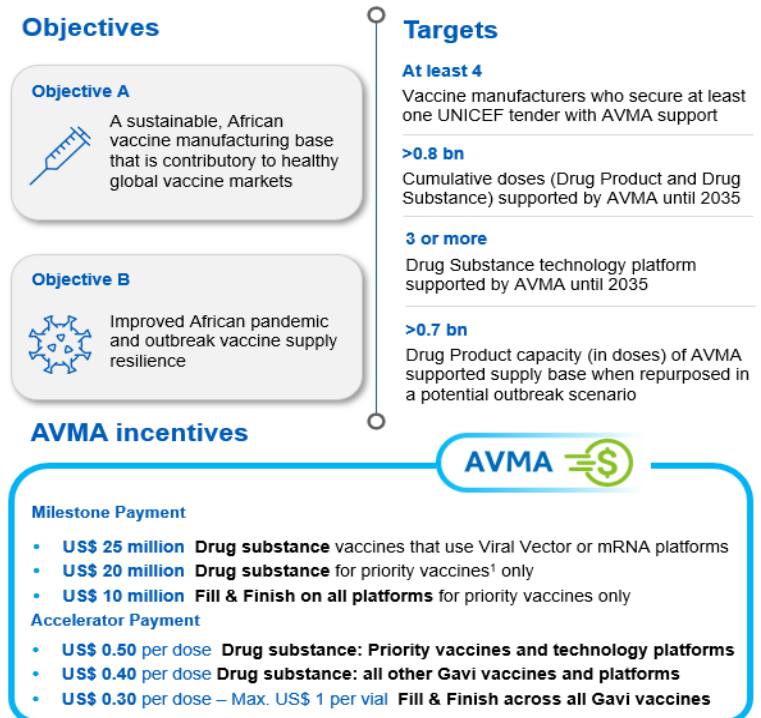 Objectives
Objective A
A sustainable, African
vaccine manufacturing base
that is contributory to healthy
global vaccine markets
Objective B
Improved African pandemic
and outbreak vaccine supply
resilience
Targets
At least 4
Vaccine manufacturers who secure at least
one UNICEF tender with AVMA support
>0.8 bn
Cumulative doses (Drug Product and Drug
Substance) supported by AVMA until 2035
3 or more
Drug Substance technology platform
supported by AVMA until 2035
>0.7 bn
Drug Product capacity (in doses) of AVMA
supported supply base when repurposed in
a potential outbreak scenario
AVMA incentives
AVMA $
Milestone Payment
• US$ 25 million Drug substance vaccines that use Viral Vector or mRNA platforms
• US$ 20 million Drug substance for priority vaccines¹ only
• US$ 10 million Fill & Finish on all platforms for priority vaccines only
Accelerator Payment
• US$ 0.50 per dose Drug substance: Priority vaccines and technology platforms
• US$ 0.40 per dose Drug substance: all other Gavi vaccines and platforms
• US$ 0.30 per dose – Max. US$ 1 per vial Fill & Finish across all Gavi vaccines